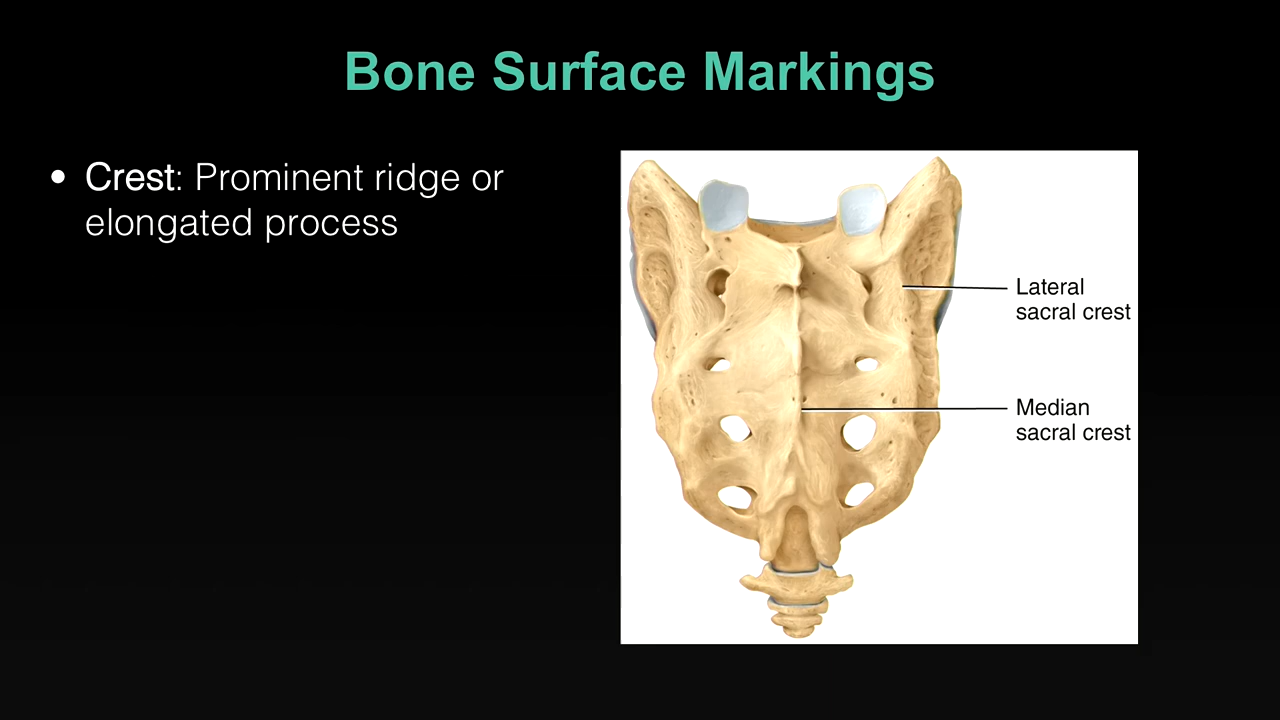 Bone Surface Markings
• Crest: Prominent ridge or
elongated process
Lateral
sacral crest
Median
sacral crest